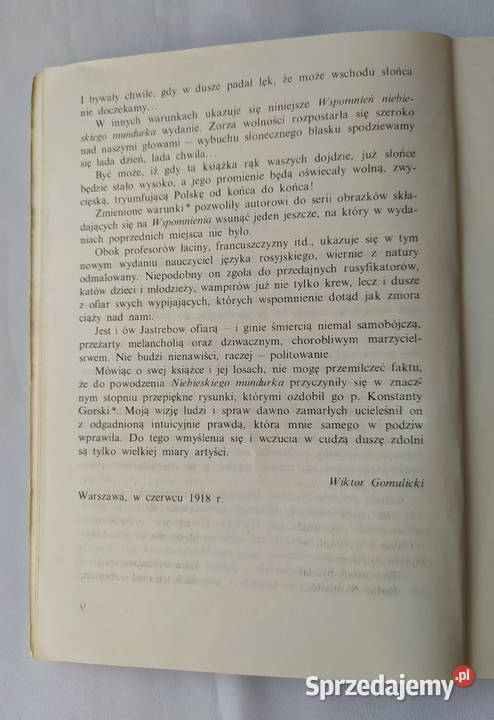 I bywały chwile, gdy w dusze padał lęk, że może wschodu słońca
nie doczekamy...
W innych warunkach ukazuje się niniejsze Wspomnień niebie-
skiego mundurka wydanie. Zorza wolności rozpostarła się szeroko
nad naszymi głowami — wybuchu słonecznego blasku spodziewamy
się lada dzień, lada chwila...
Być może, iż gdy ta książka rąk waszych dojdzie, już słońce
będzie stało wysoko, a jego promienie będą oświecały wolną, zwy-
cięską, tryumfującą Polskę od końca do końca!
Zmienione warunki* pozwoliły autorowi do serii obrazków skła-
dających się na Wspomnienia wsunąć jeden jeszcze, na który w wyda-
niach poprzednich miejsca nie było.
Obok profesorów łaciny, francuszczyzny itd., ukazuje się w tym
nowym wydaniu nauczyciel języka rosyjskiego, wiernie z natury
odmalowany. Niepodobny on zgoła do przedajnych rusyfikatorów,
katów dzieci i młodzieży, wampirów już nie tylko krew, lecz i dusze
z ofiar swych wypijających, których wspomnienie dotąd jak zmora
ciąży nad nami.
Jest i ów Jastrebow ofiarą — i ginie śmiercią niemal samobójczą,
przeżarty melancholią oraz dziwacznym, chorobliwym marzyciel-
stwem. Nie budzi nienawiści, raczej — politowanie.
Mówiąc o swej książce i jej losach, nie mogę przemilczeć faktu,
że do powodzenia Niebieskiego mundurka przyczyniły się w znacz-
nym stopniu przepiękne rysunki, którymi ozdobił go p. Konstanty
Gorski*. Moją wizję ludzi i spraw dawno zamarłych ucieleśnił on
z odgadnioną intuicyjnie prawdą, która mnie samego w podziw
wprawiła. Do tego wmyślenia się i wczucia w cudzą duszę zdolni
są tylko wielkiej miary artyści.
Wiktor Gomulicki
Warszawa, w czerwcu 1918 r.
Sprzedajemy.pl